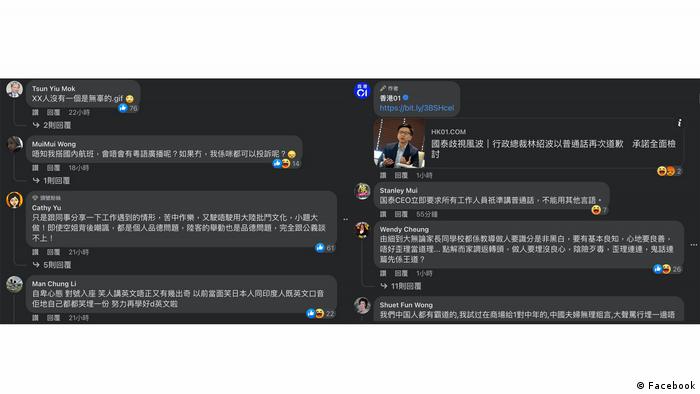 Tsun Yiu Mok
XX人沒有一個是無辜的.gif
76
讚 回覆 22小時
2則回覆
MuiMui Wong
唔知我搭國內航班，會唔會有粵語廣播呢？如果冇，我係咪都可以投訴呢？
14
讚 回覆 18小時
1則回覆
頭號粉絲
Cathy Yu
只是跟同事分享一下工作遇到的情形，苦中作樂，又駛唔駛用大陸批鬥文化，小題大
做！即使空姐背後嘲諷，都是個人品德問題，陸客的舉動也是品德問題，完全跟公義談
不上！
61
讚 回覆 21小時
5則回覆
Man Chung Li
自卑心態 對號入座 笑人講英文唔正又有幾出奇 以前當面笑日本人同印度人既英文口音
佢地自己都都笑埋一份 努力再學好d英文啦
22
讚 回覆 21小時
作者
香港01
https://bit.ly/3BSHcel
HK01.COM
國泰歧視風波｜行政總裁林紹波以普通話再次道歉 承諾全面檢
討
讚 回覆 1小時
2
Stanley Mui
国泰CEO立即要求所有工作人員抵準講普通話，不能用其他言語。
7
讚 回覆 55分鐘
Wendy Cheung
由細到大無論家長同學校都係教導做人要識分是非黑白，要有基本良知，心地要良善，
唔好歪理當道理... 點解而家調返轉頭，做人要埋沒良心，陰險歹毒，歪理連連，鬼話連
篇先係王道？
26
讚 回覆 1小時
11則回覆
Shuet Fun Wong
我們中国人都有霸道的,我試过在商場給1對中年的,中國夫婦無理粗言,大聲罵行埋一邊唔
© Facebook